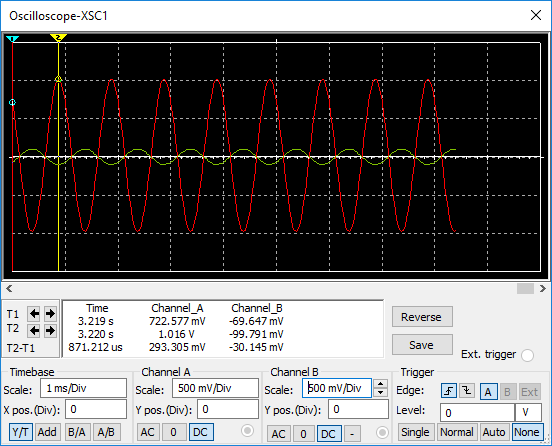 Oscilloscope-XSC1
1 2
T1
T2
T2-T1
Time Channel_A Channel_B
3.219 s 722.577 mV -69.647 mV
3.220 s 1.016 V -99.791 mV
871.212 us 293.305 mV -30.145 mV
Reverse
Save
Ext. trigger
Timebase
Scale: 1 ms/Div
X pos.(Div): 0
Y/T Add B/A A/B
Channel A
Scale: 500 mV/Div
Y pos.(Div): 0
AC 0 DC
Channel B
Scale: 500 mV/Div
Y pos.(Div): 0
AC 0 DC -
Trigger
Edge: A B Ext
Level: 0 V
Single Normal Auto None